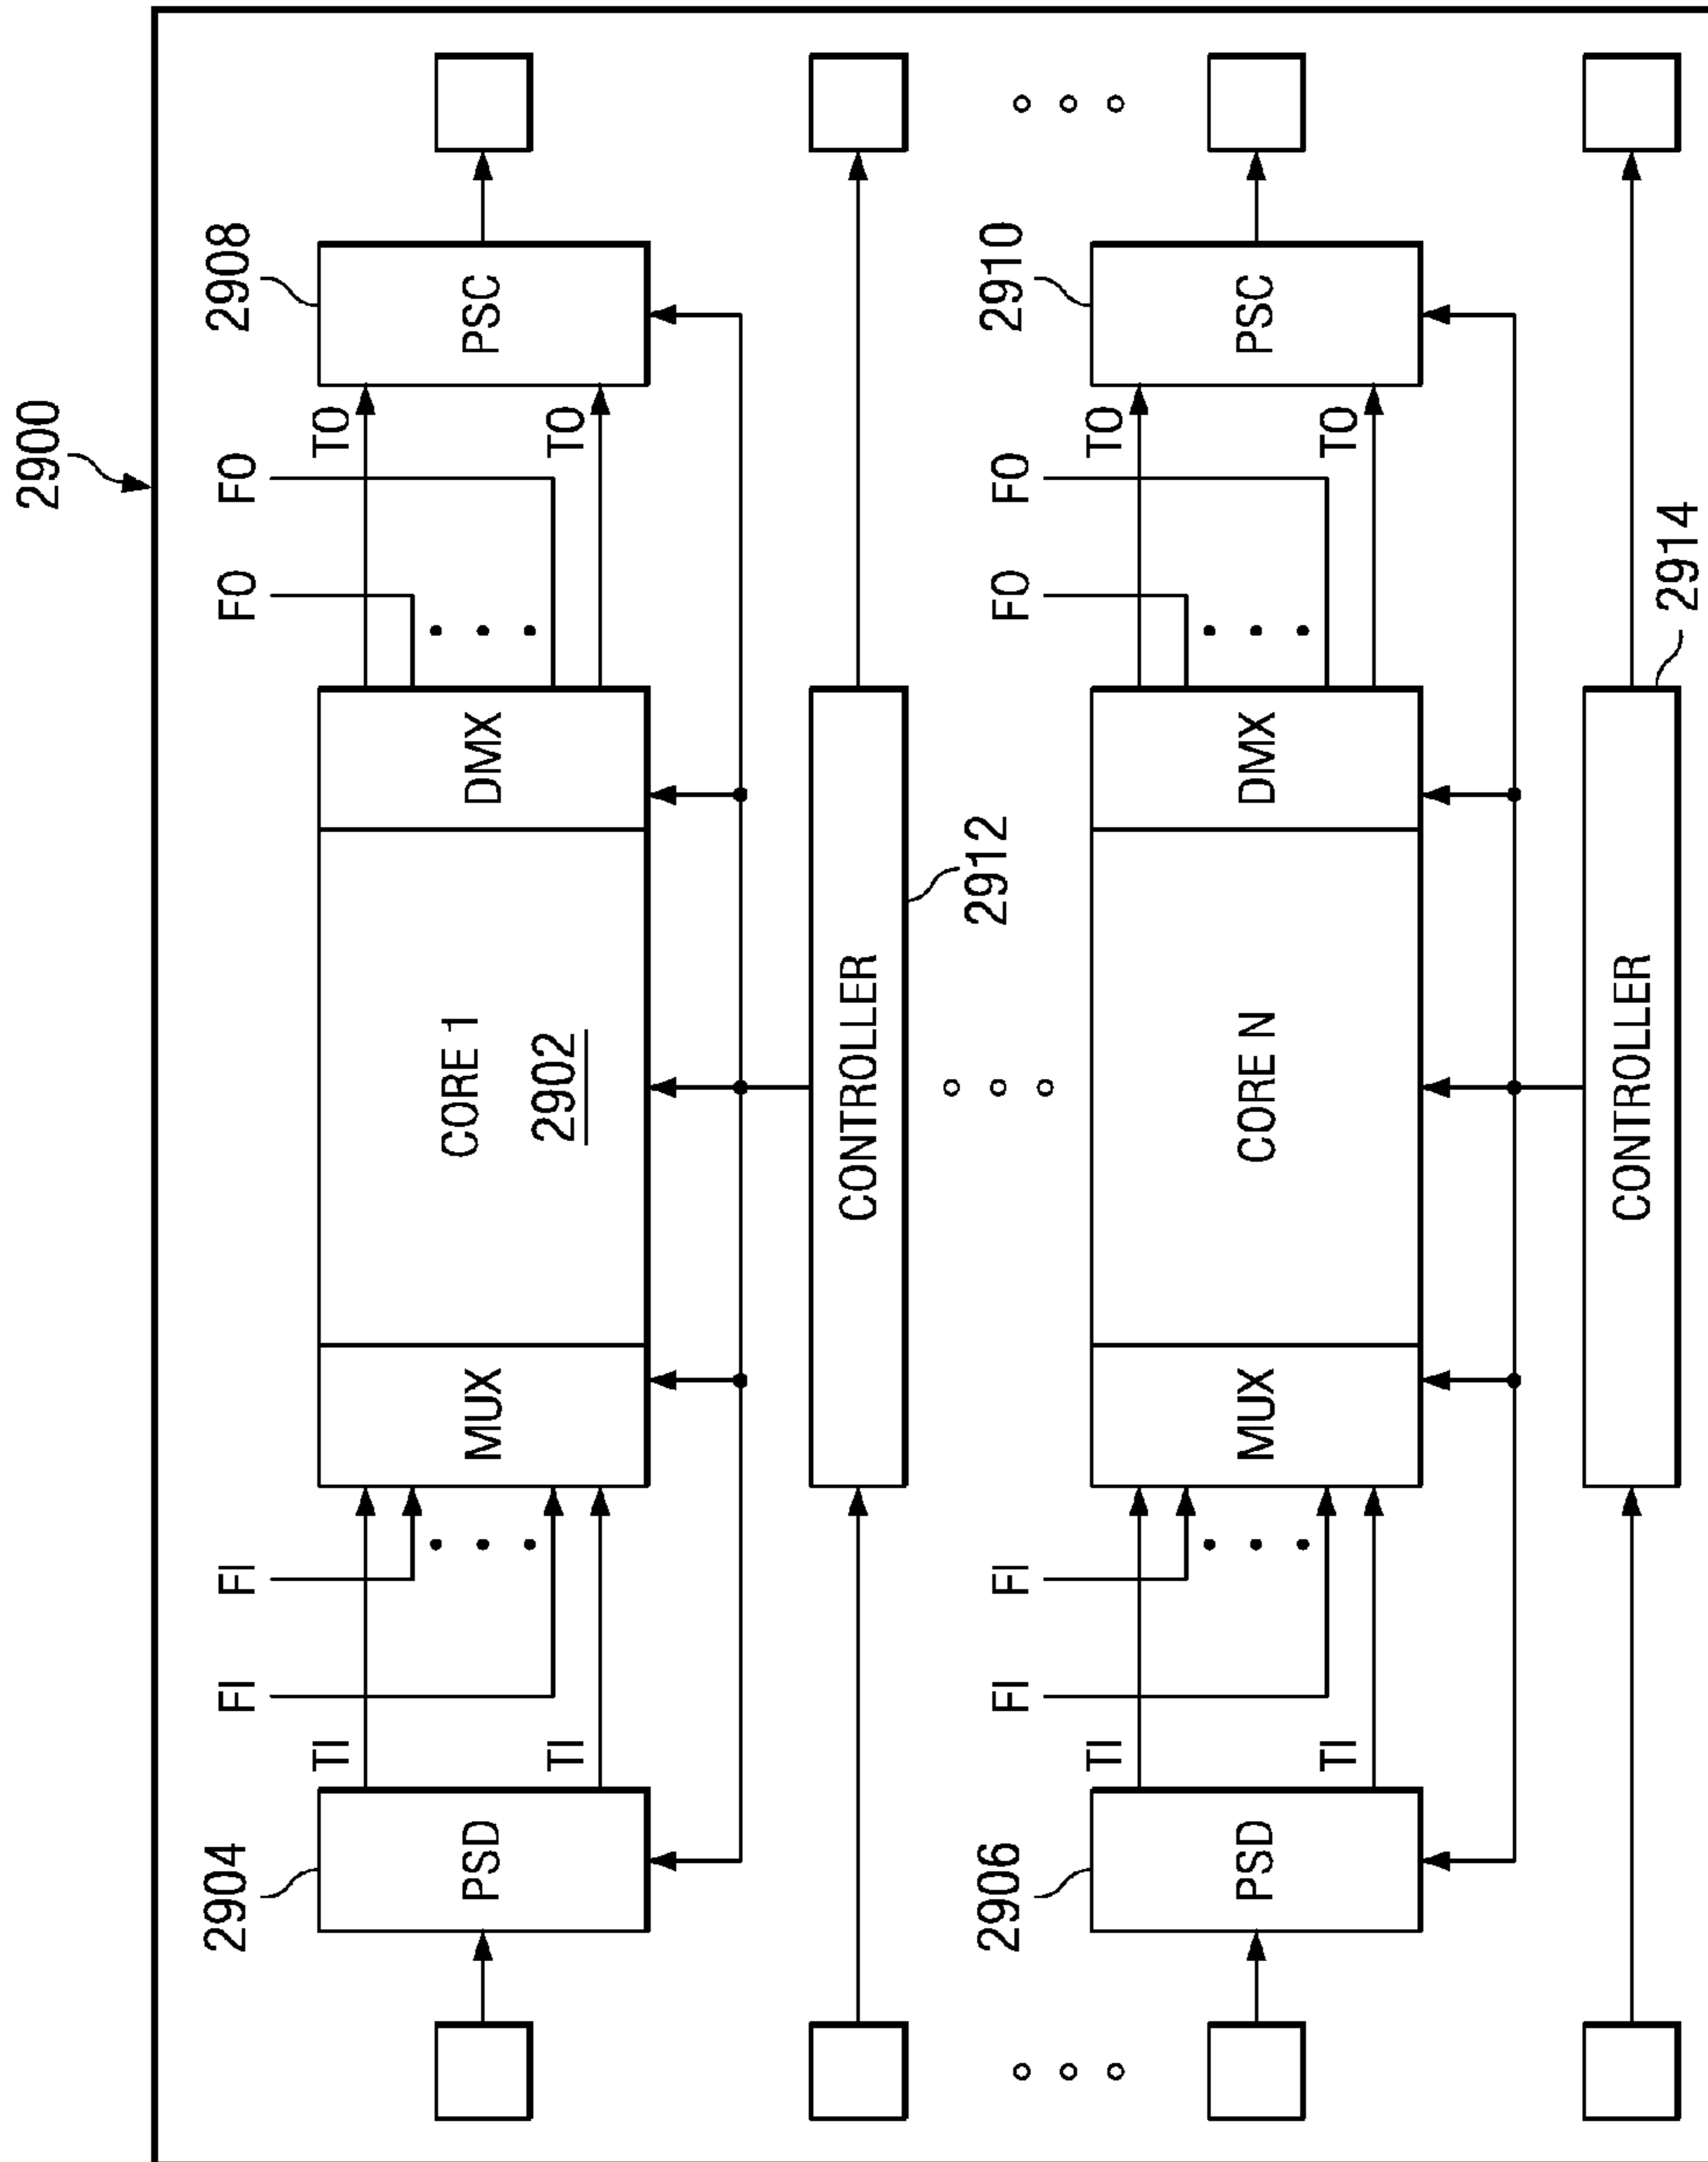 2900
2904
2908
FI
FI
FO
FO
TI
TO
PSD
MUX
CORE 1
DMX
PSC
2902
TI
TO
CONTROLLER
2912
2906
2910
FI
FI
FO
FO
TI
TO
PSD
MUX
CORE N
DMX
PSC
TI
TO
CONTROLLER
2914